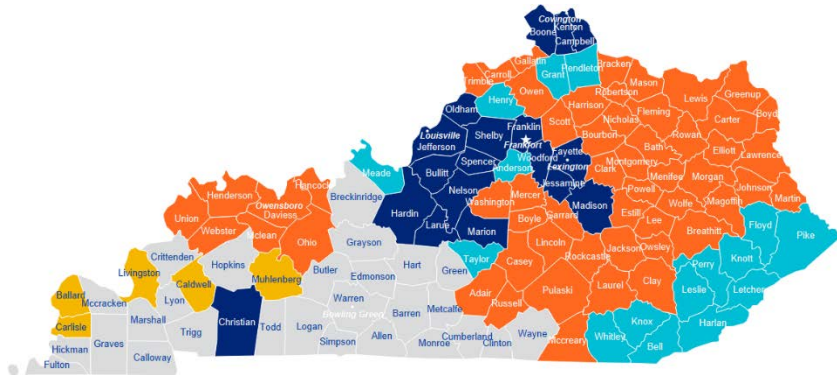 Covington
Boone
Kenton
Campbell
Gallatin
Bracken
Carroll
Grant
Pendleton
Mason
Trimble
Owen
Robertson
Lewis
Greenup
Henry
Harrison
Fleming
Boyd
Oldham
Scott
Nicholas
Carter
Louisville
Jefferson
Shelby
Franklin
Frankfort
Bourbon
Rowan
Bath
Elliott
Lawrence
Spencer
Woodford
Fayette
Lexington
Anderson
Clark
Montgomery
Menifee
Morgan
Meade
Bullitt
Jessamine
Johnson
Martin
Nelson
Mercer
Madison
Powell
Magoffin
Hancock
Breckinridge
Hardin
Washington
Boyle
Garrard
Estill
Wolfe
Lee
Floyd
Henderson
Owensboro
Daviess
Larue
Marion
Lincoln
Breathitt
Pike
Union
Webster
Mclean
Ohio
Grayson
Taylor
Casey
Rockcastle
Jackson
Owsley
Perry
Knott
Crittenden
Hopkins
Muhlenberg
Butler
Edmonson
Hart
Green
Adair
Pulaski
Laurel
Clay
Leslie
Letcher
Livingston
Caldwell
Ballard
Mccracken
Lyon
Warren
Bowling Green
Metcalfe
Russell
Knox
Harlan
Carlisle
Marshall
Trigg
Christian
Todd
Logan
Simpson
Allen
Barren
Monroe
Cumberland
Clinton
Wayne
Mccreary
Whitley
Bell
Hickman
Graves
Calloway
Fulton